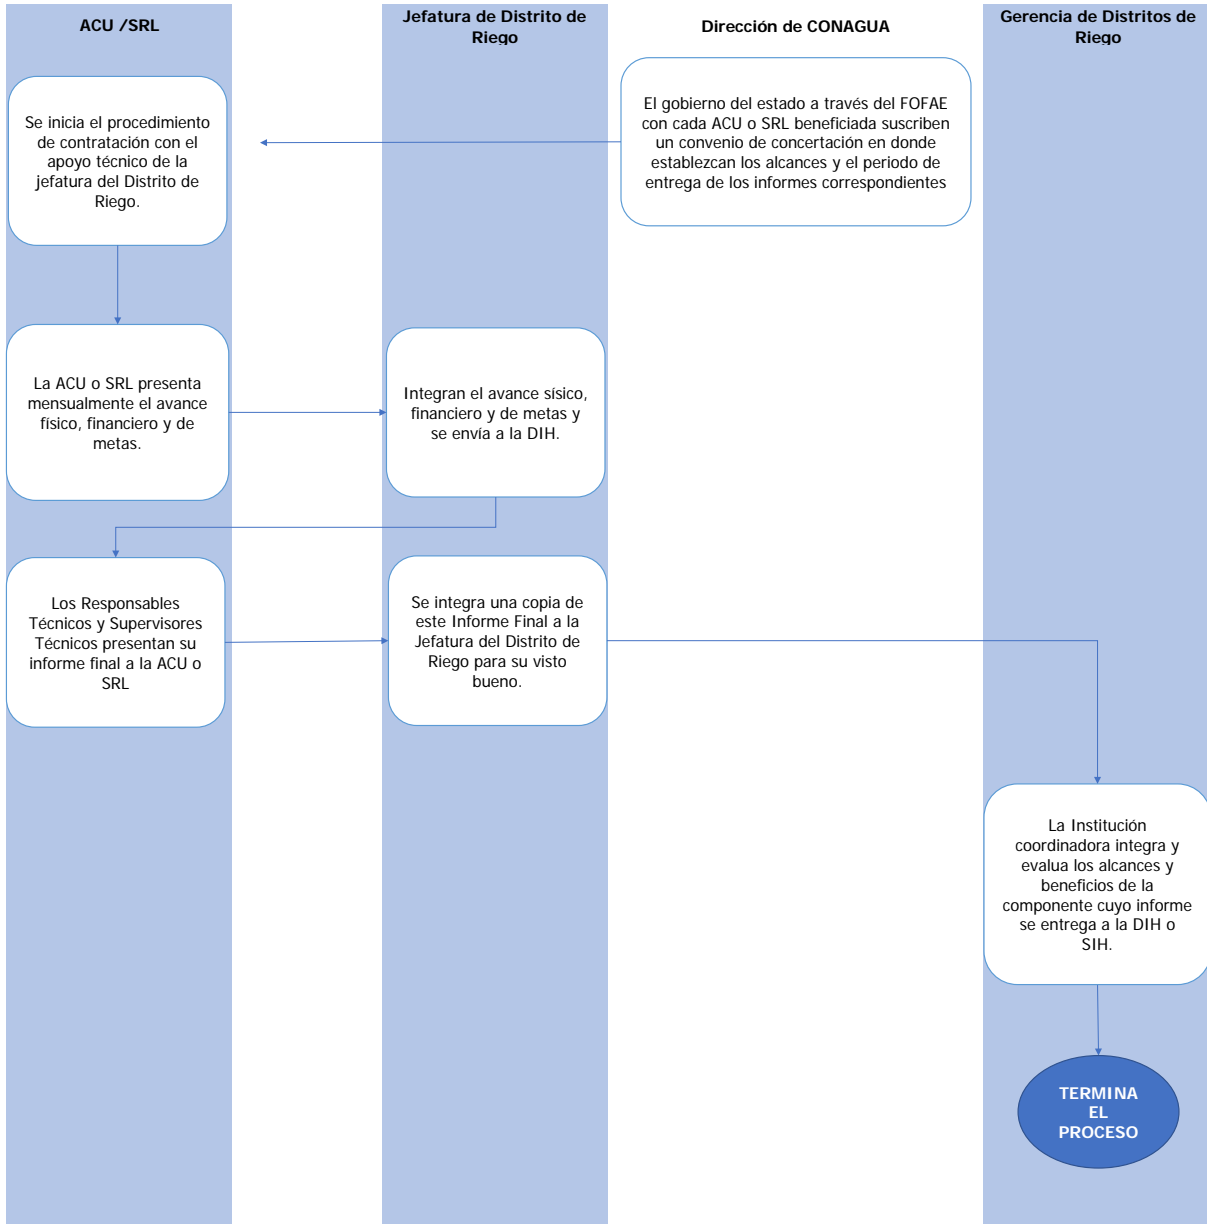 ACU /SRL
Jefatura de Distrito de
Riego
Dirección de CONAGUA
Gerencia de Distritos de
Riego
El gobierno del estado a través del FOFAE
con cada ACU o SRL beneficiada suscriben
un convenio de concertación en donde
establezcan los alcances y el periodo de
entrega de los informes correspondientes
Se inicia el procedimiento
de contratación con el
apoyo técnico de la
jefatura del Distrito de
Riego.
La ACU o SRL presenta
mensualmente el avance
físico, financiero y de
metas.
Integran el avance sísico,
financiero y de metas y
se envía a la DIH.
Los Responsables
Técnicos y Supervisores
Técnicos presentan su
informe final a la ACU o
SRL
Se integra una copia de
este Informe Final a la
Jefatura del Distrito de
Riego para su visto
bueno.
La Institución
coordinadora integra y
evalua los alcances y
beneficios de la
componente cuyo informe
se entrega a la DIH o
SIH.
TERMINA
EL
PROCESO